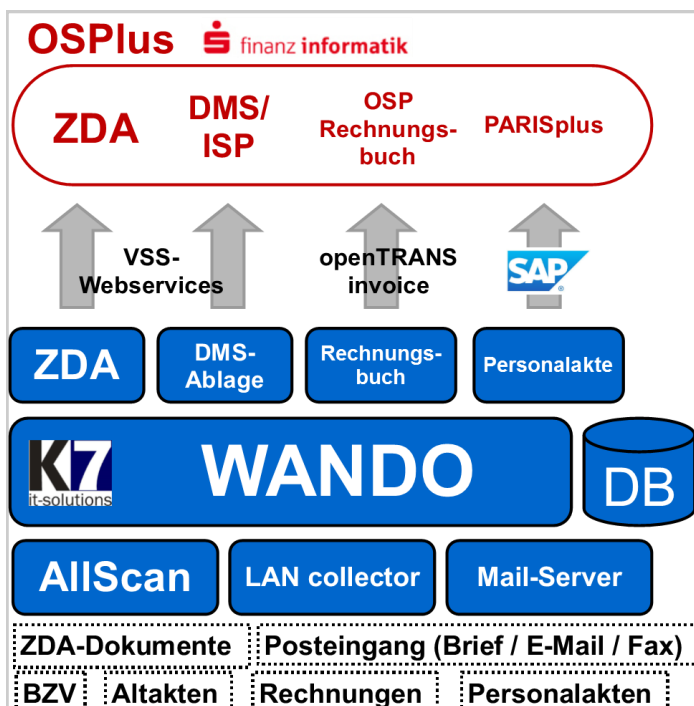 OSPlus finanz informatik
ZDA
DMS/
ISP
OSP
Rechnungs-
buch
PARISplus
VSS-
Webservices
openTRANS
invoice
SAP
®
ZDA
DMS-
Ablage
Rechnungs-
buch
Personalakte
K7
it-solutions
WANDO
DB
AllScan
LAN collector
Mail-Server
ZDA-Dokumente
Posteingang (Brief / E-Mail / Fax)
BZV
Altakten
Rechnungen
Personalakten